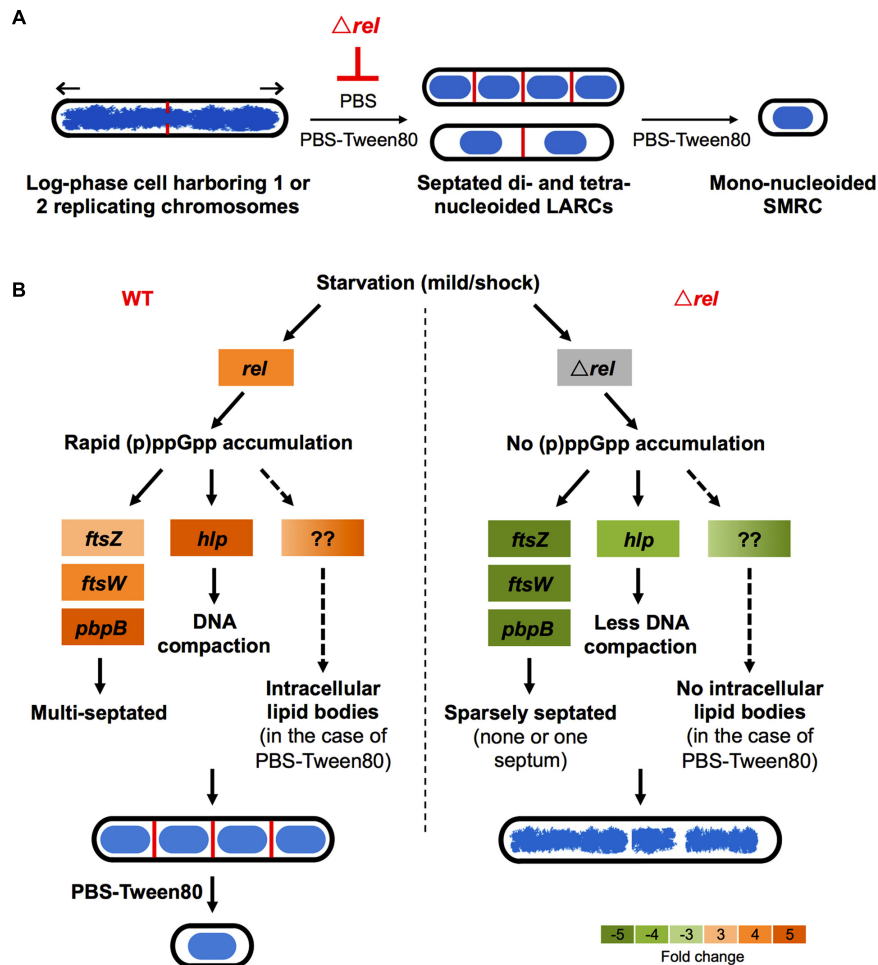 A
△rel
PBS
PBS-Tween80
PBS-Tween80
Log-phase cell harboring 1 or
2 replicating chromosomes
Septated di- and tetra-
nucleoided LARCs
Mono-nucleoided
SMRC
B
WT
Starvation (mild/shock)
△rel
rel
△rel
Rapid (p)ppGpp accumulation
No (p)ppGpp accumulation
ftsZ
hlp
??
ftsW
pbpB
DNA
compaction
Multi-septated
Intracellular
lipid bodies
(in the case of
PBS-Tween80)
ftsZ
hlp
??
ftsW
pbpB
Less DNA
compaction
Sparsely septated
(none or one
septum)
No intracellular
lipid bodies
(in the case of
PBS-Tween80)
PBS-Tween80
-5 -4 -3 3 4 5
Fold change